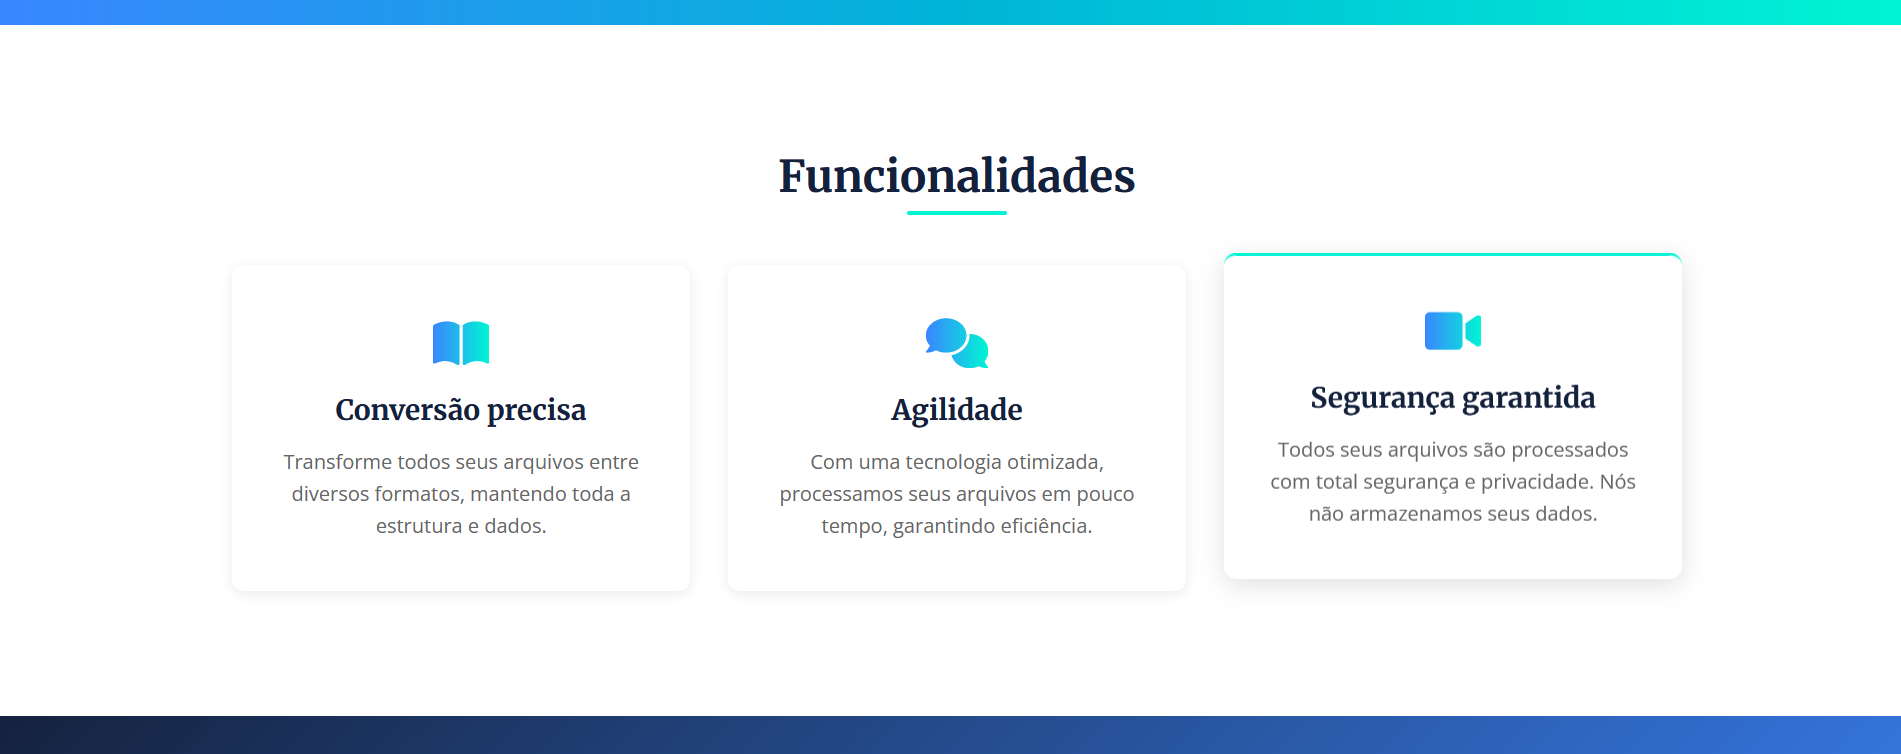 Funcionalidades
Conversão precisa
Transforme todos seus arquivos entre
diversos formatos, mantendo toda a
estrutura e dados.
Agilidade
Com uma tecnologia otimizada,
processamos seus arquivos em pouco
tempo, garantindo eficiência.
Segurança garantida
Todos seus arquivos são processados
com total segurança e privacidade. Nós
não armazenamos seus dados.